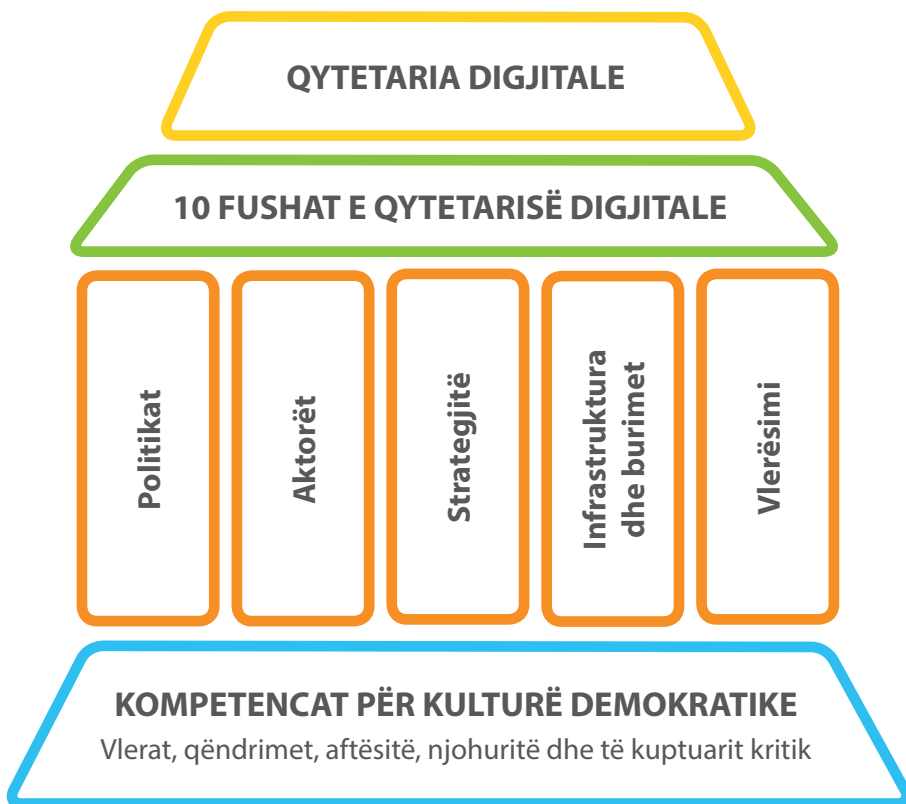 QYTETARIA DIGJITALE
10 FUSHAT E QYTETARISË DIGJITALE
Politikat
Aktorët
Strategjitë
Infrastruktura
dhe burimet
Vlerësimi
KOMPETENCAT PËR KULTURË DEMOKRATIKE
Vlerat, qëndrimet, aftësitë, njohuritë dhe të kuptuarit kritik